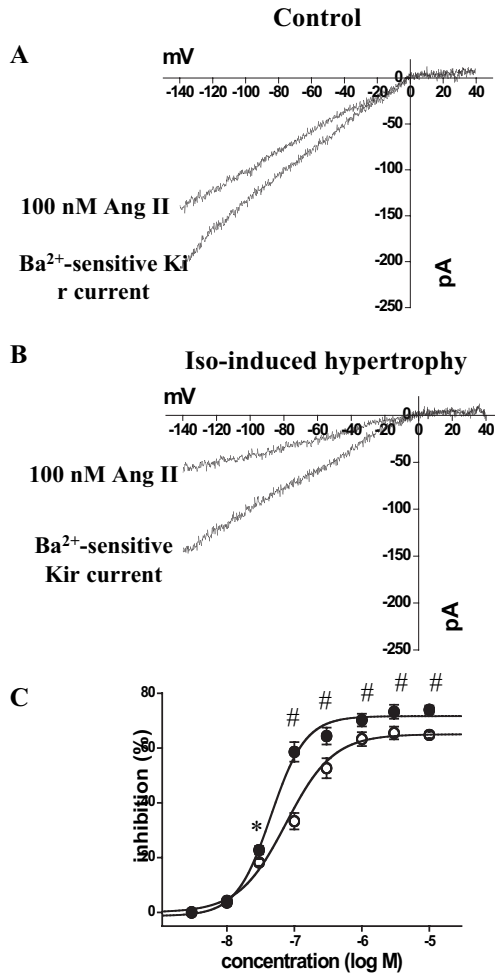 Control
A
mV
-140 -120 -100 -80 -60 -40 -20 0 20 40
0
-50
-100
-150
-200
-250
pA
100 nM Ang II
Ba²⁺-sensitive Ki
r current
B
Iso-induced hypertrophy
mV
-140 -120 -100 -80 -60 -40 -20 0 20 40
0
-50
-100
-150
-200
-250
pA
100 nM Ang II
Ba²⁺-sensitive
Kir current
C
80
60
40
20
0
inhibition (%)
* # # # # #
-8 -7 -6 -5
concentration (log M)